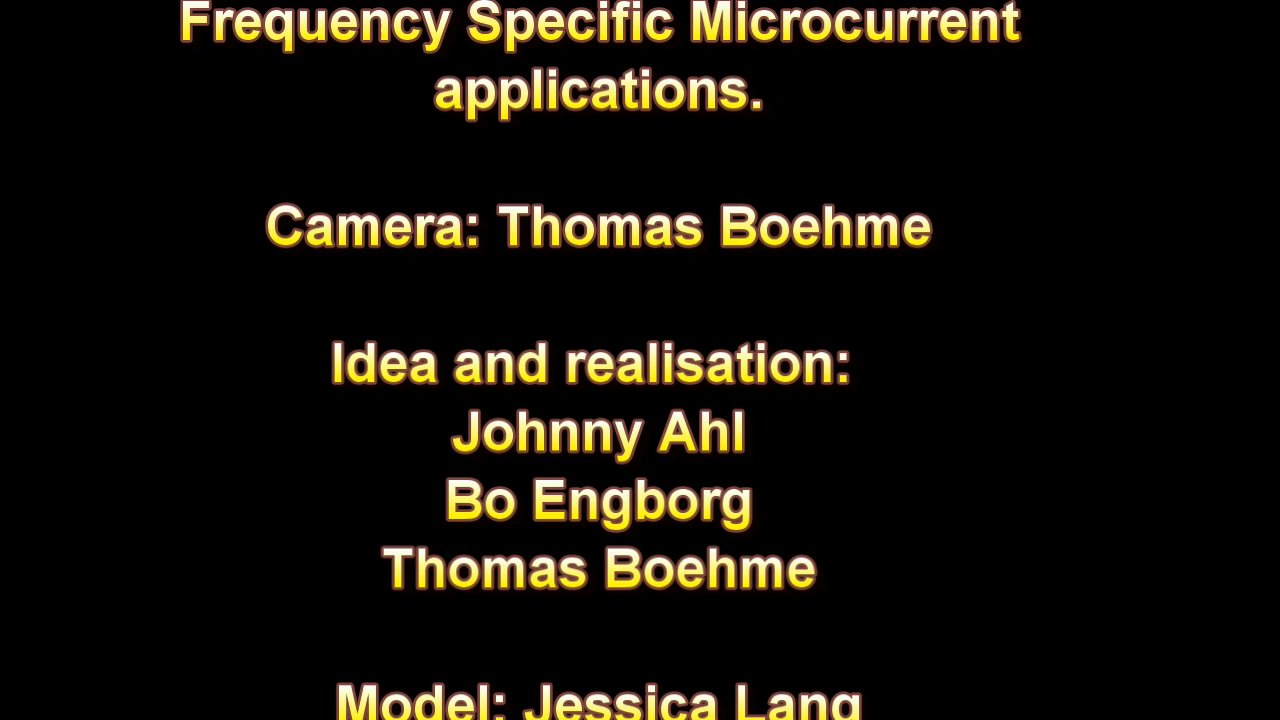 Frequency Specific Microcurrent
applications.
Camera: Thomas Boehme
Idea and realisation:
Johnny Ahl
Bo Engborg
Thomas Boehme
Model: Jessica Lang